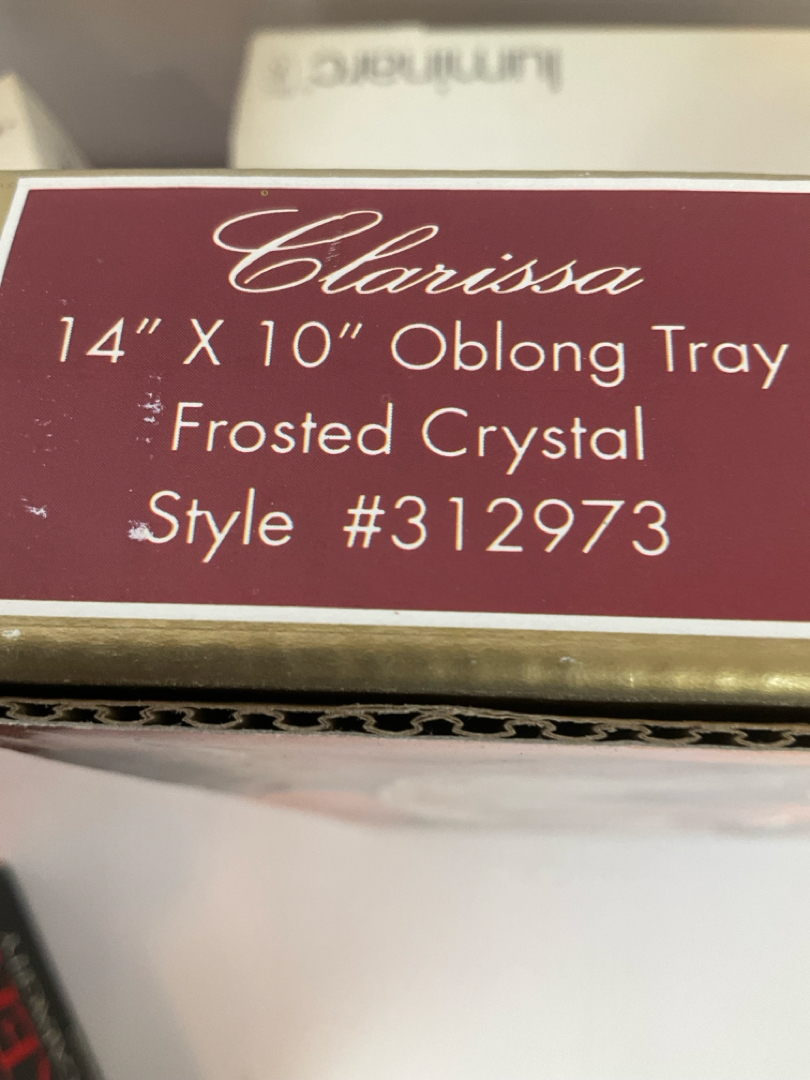 luminarc
Clarissa
14" X 10" Oblong Tray
Frosted Crystal
Style #312973